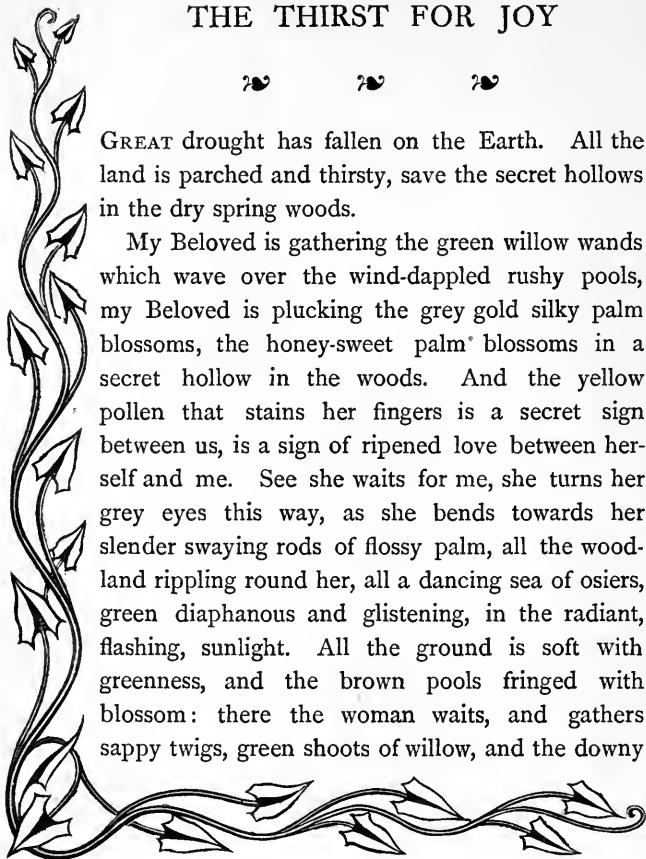 THE THIRST FOR JOY
GREAT drought has fallen on the Earth. All the
land is parched and thirsty, save the secret hollows
in the dry spring woods.
My Beloved is gathering the green willow wands
which wave over the wind-dappled rushy pools,
my Beloved is plucking the grey gold silky palm
blossoms, the honey-sweet palm blossoms in a
secret hollow in the woods. And the yellow
pollen that stains her fingers is a secret sign
between us, is a sign of ripened love between her-
self and me. See she waits for me, she turns her
grey eyes this way, as she bends towards her
slender swaying rods of flossy palm, all the wood-
land rippling round her, all a dancing sea of osiers,
green diaphanous and glistening, in the radiant,
flashing, sunlight. All the ground is soft with
greenness, and the brown pools fringed with
blossom: there the woman waits, and gathers
sappy twigs, green shoots of willow, and the downy